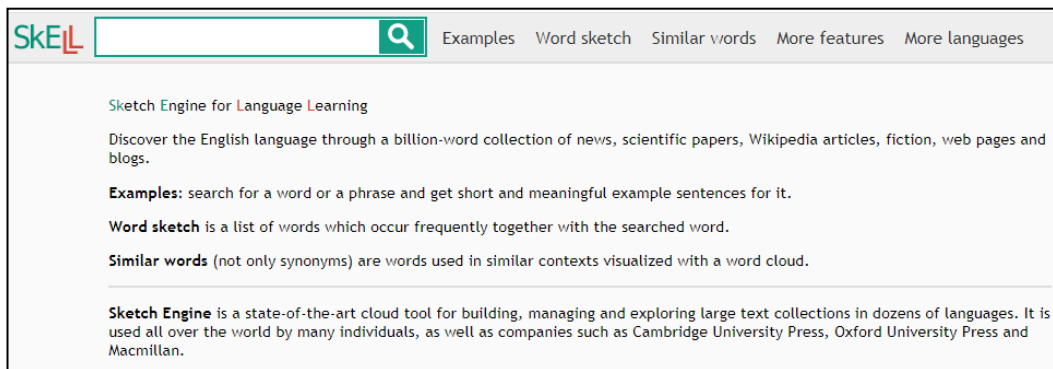 SkELL Examples Word sketch Similar words More features More languages
Sketch Engine for Language Learning
Discover the English language through a billion-word collection of news, scientific papers, Wikipedia articles, fiction, web pages and
blogs.
Examples: search for a word or a phrase and get short and meaningful example sentences for it.
Word sketch is a list of words which occur frequently together with the searched word.
Similar words (not only synonyms) are words used in similar contexts visualized with a word cloud.
Sketch Engine is a state-of-the-art cloud tool for building, managing and exploring large text collections in dozens of languages. It is
used all over the world by many individuals, as well as companies such as Cambridge University Press, Oxford University Press and
Macmillan.